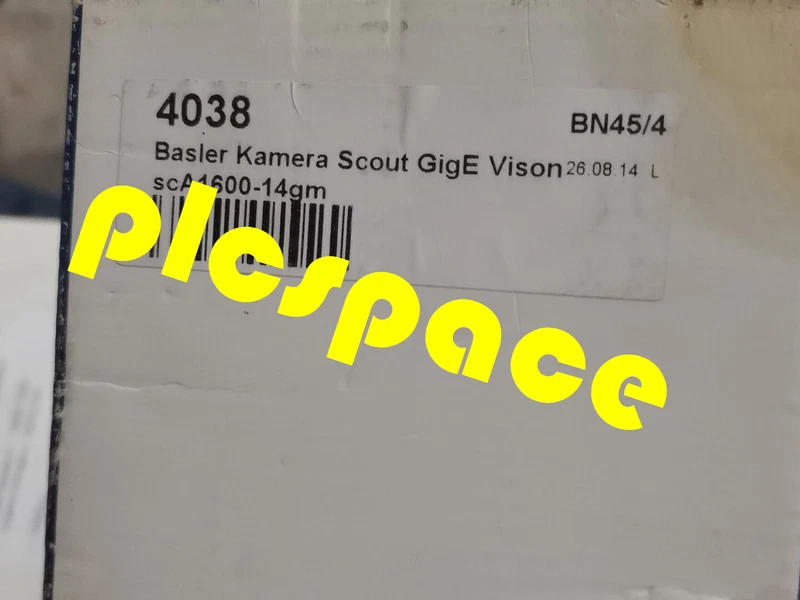 4038
BN45/4
Basler Kamera Scout GigE Vison 26.08.14 L
scA1600-14gm
plcspace